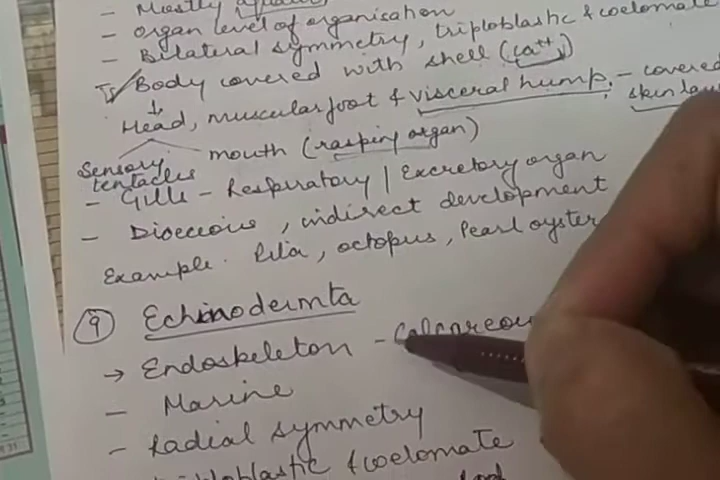 - Mostly aquatic
- organ level of organisation
- Bilateral symmetry, triploblastic & coelomate
Body covered with shell (ca++)
Head, muscular foot & visceral hump, - covered
skin
Sensory tentacles mouth (rasping organ)
- Gills - Respiratory / Excretory organ
- Dioecious, indirect development
Example. Pila, octopus, Pearl oyster
9 Echinodermta
→ Endoskeleton - calcareou
- Marine
- Radial symmetry
triploblastic & coelomate